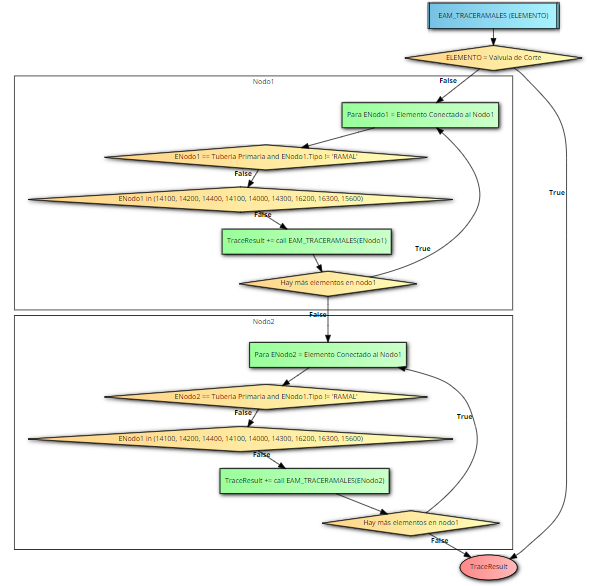 EAM_TRACERAMALES (ELEMENTO)
ELEMENTO = Valvula de Corte
False
Nodo1
Para ENodo1 = Elemento Conectado al Nodo1
ENodo1 == Tuberia Primaria and ENodo1.Tipo != 'RAMAL'
False
True
ENodo1 in (14100, 14200, 14400, 14100, 14000, 14300, 16200, 16300, 15600)
False
TraceResult += call EAM_TRACERAMALES(ENodo1)
True
Hay más elementos en nodo1
False
Nodo2
Para ENodo2 = Elemento Conectado al Nodo1
ENodo2 == Tuberia Primaria and ENodo1.Tipo != 'RAMAL'
False
True
ENodo1 in (14100, 14200, 14400, 14100, 14000, 14300, 16200, 16300, 15600)
False
TraceResult += call EAM_TRACERAMALES(ENodo2)
Hay más elementos en nodo1
False
TraceResult